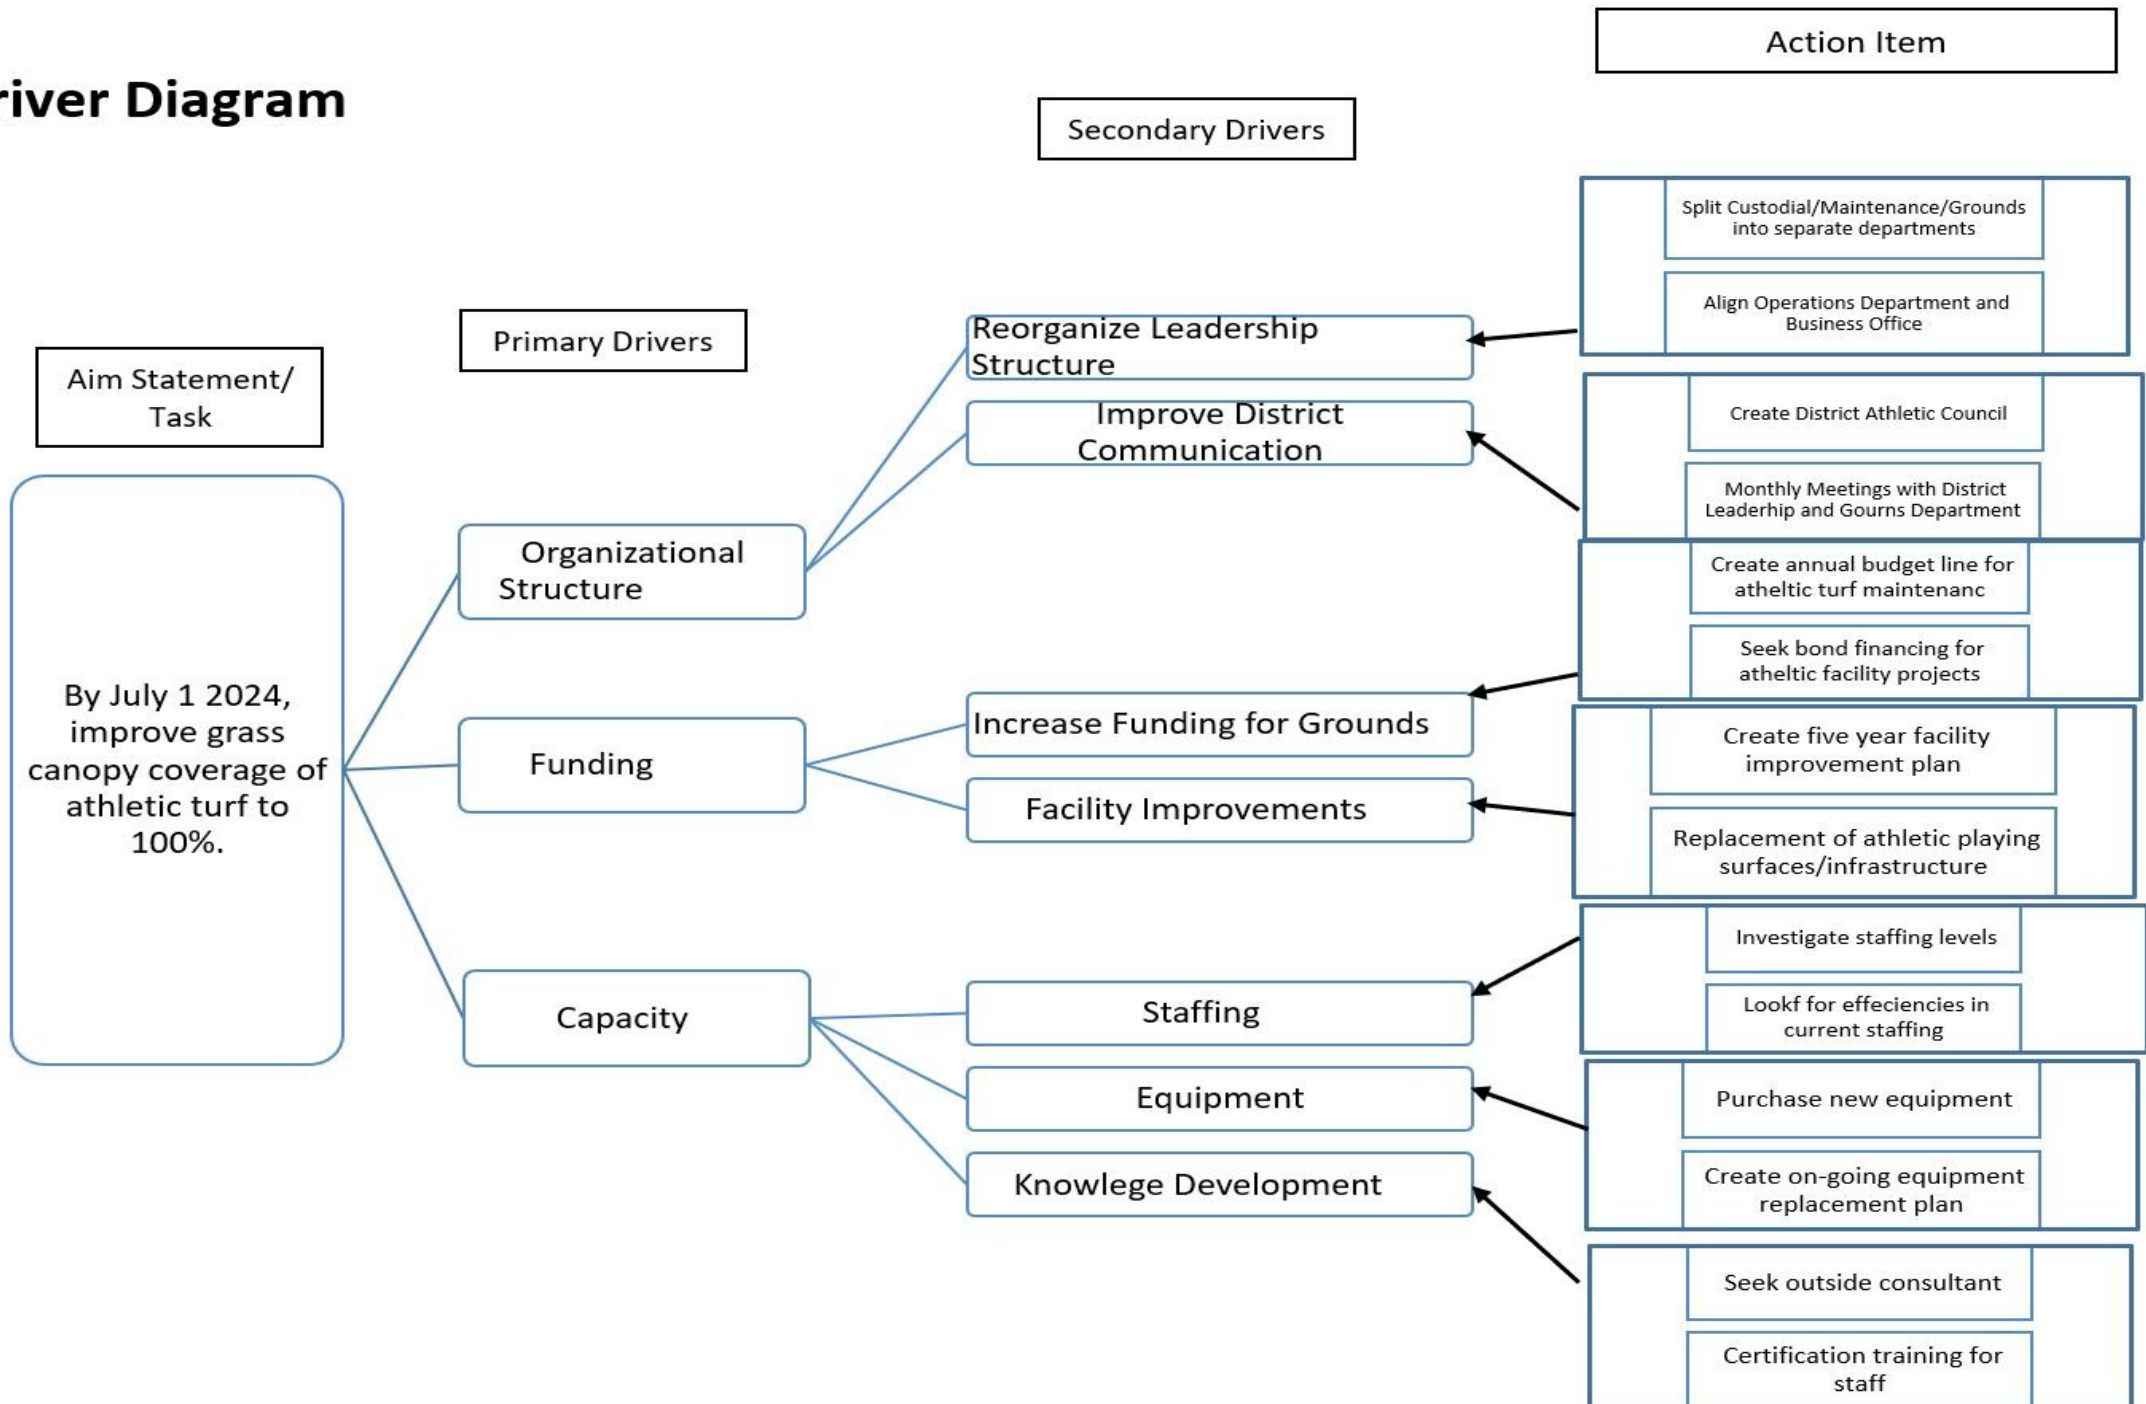 river Diagram
Action Item
Secondary Drivers
Primary Drivers
Aim Statement/
Task
By July 1 2024,
improve grass
canopy coverage of
athletic turf to
100%.
Organizational
Structure
Funding
Capacity
Reorganize Leadership
Structure
Improve District
Communication
Increase Funding for Grounds
Facility Improvements
Staffing
Equipment
Knowlege Development
Split Custodial/Maintenance/Grounds
into separate departments
Align Operations Department and
Business Office
Create District Athletic Council
Monthly Meetings with District
Leaderhip and Gourns Department
Create annual budget line for
atheltic turf maintenanc
Seek bond financing for
atheltic facility projects
Create five year facility
improvement plan
Replacement of athletic playing
surfaces/infrastructure
Investigate staffing levels
Lookf for effeciencies in
current staffing
Purchase new equipment
Create on-going equipment
replacement plan
Seek outside consultant
Certification training for
staff